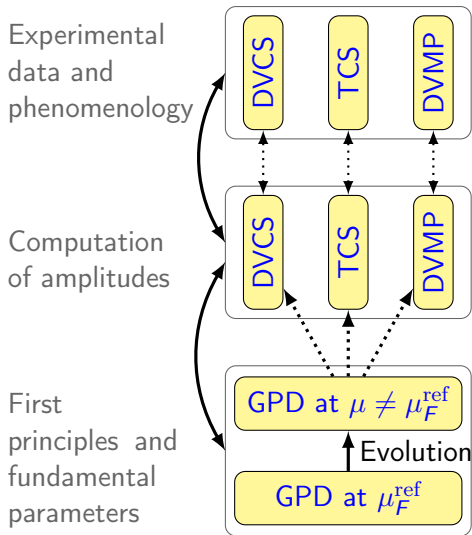 Experimental
data and
phenomenology
DVCS
TCS
DVMP
Computation
of amplitudes
DVCS
TCS
DVMP
First
principles and
fundamental
parameters
GPD at μ ≠ μ_F^ref
Evolution
GPD at μ_F^ref